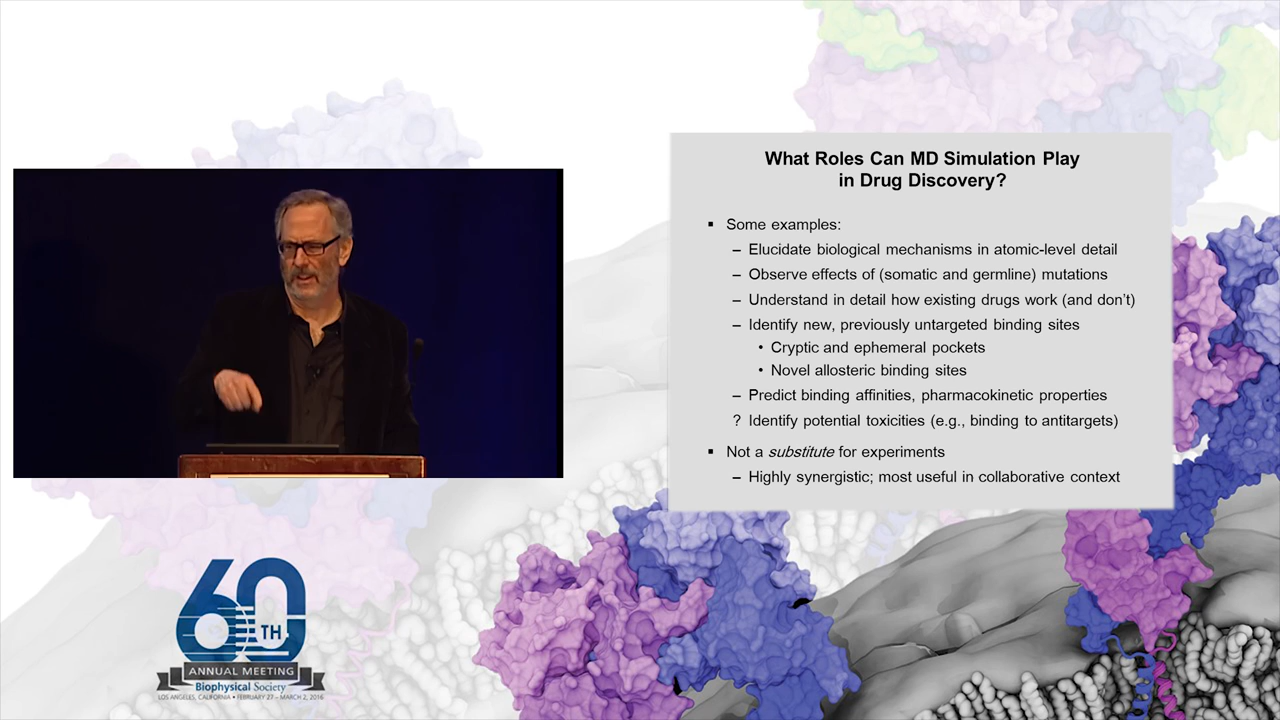 What Roles Can MD Simulation Play
in Drug Discovery?
▪ Some examples:
– Elucidate biological mechanisms in atomic-level detail
– Observe effects of (somatic and germline) mutations
– Understand in detail how existing drugs work (and don't)
– Identify new, previously untargeted binding sites
• Cryptic and ephemeral pockets
• Novel allosteric binding sites
– Predict binding affinities, pharmacokinetic properties
? Identify potential toxicities (e.g., binding to antitargets)
▪ Not a substitute for experiments
– Highly synergistic; most useful in collaborative context
60TH
ANNUAL MEETING
Biophysical Society
LOS ANGELES, CALIFORNIA • FEBRUARY 27 – MARCH 2, 2016